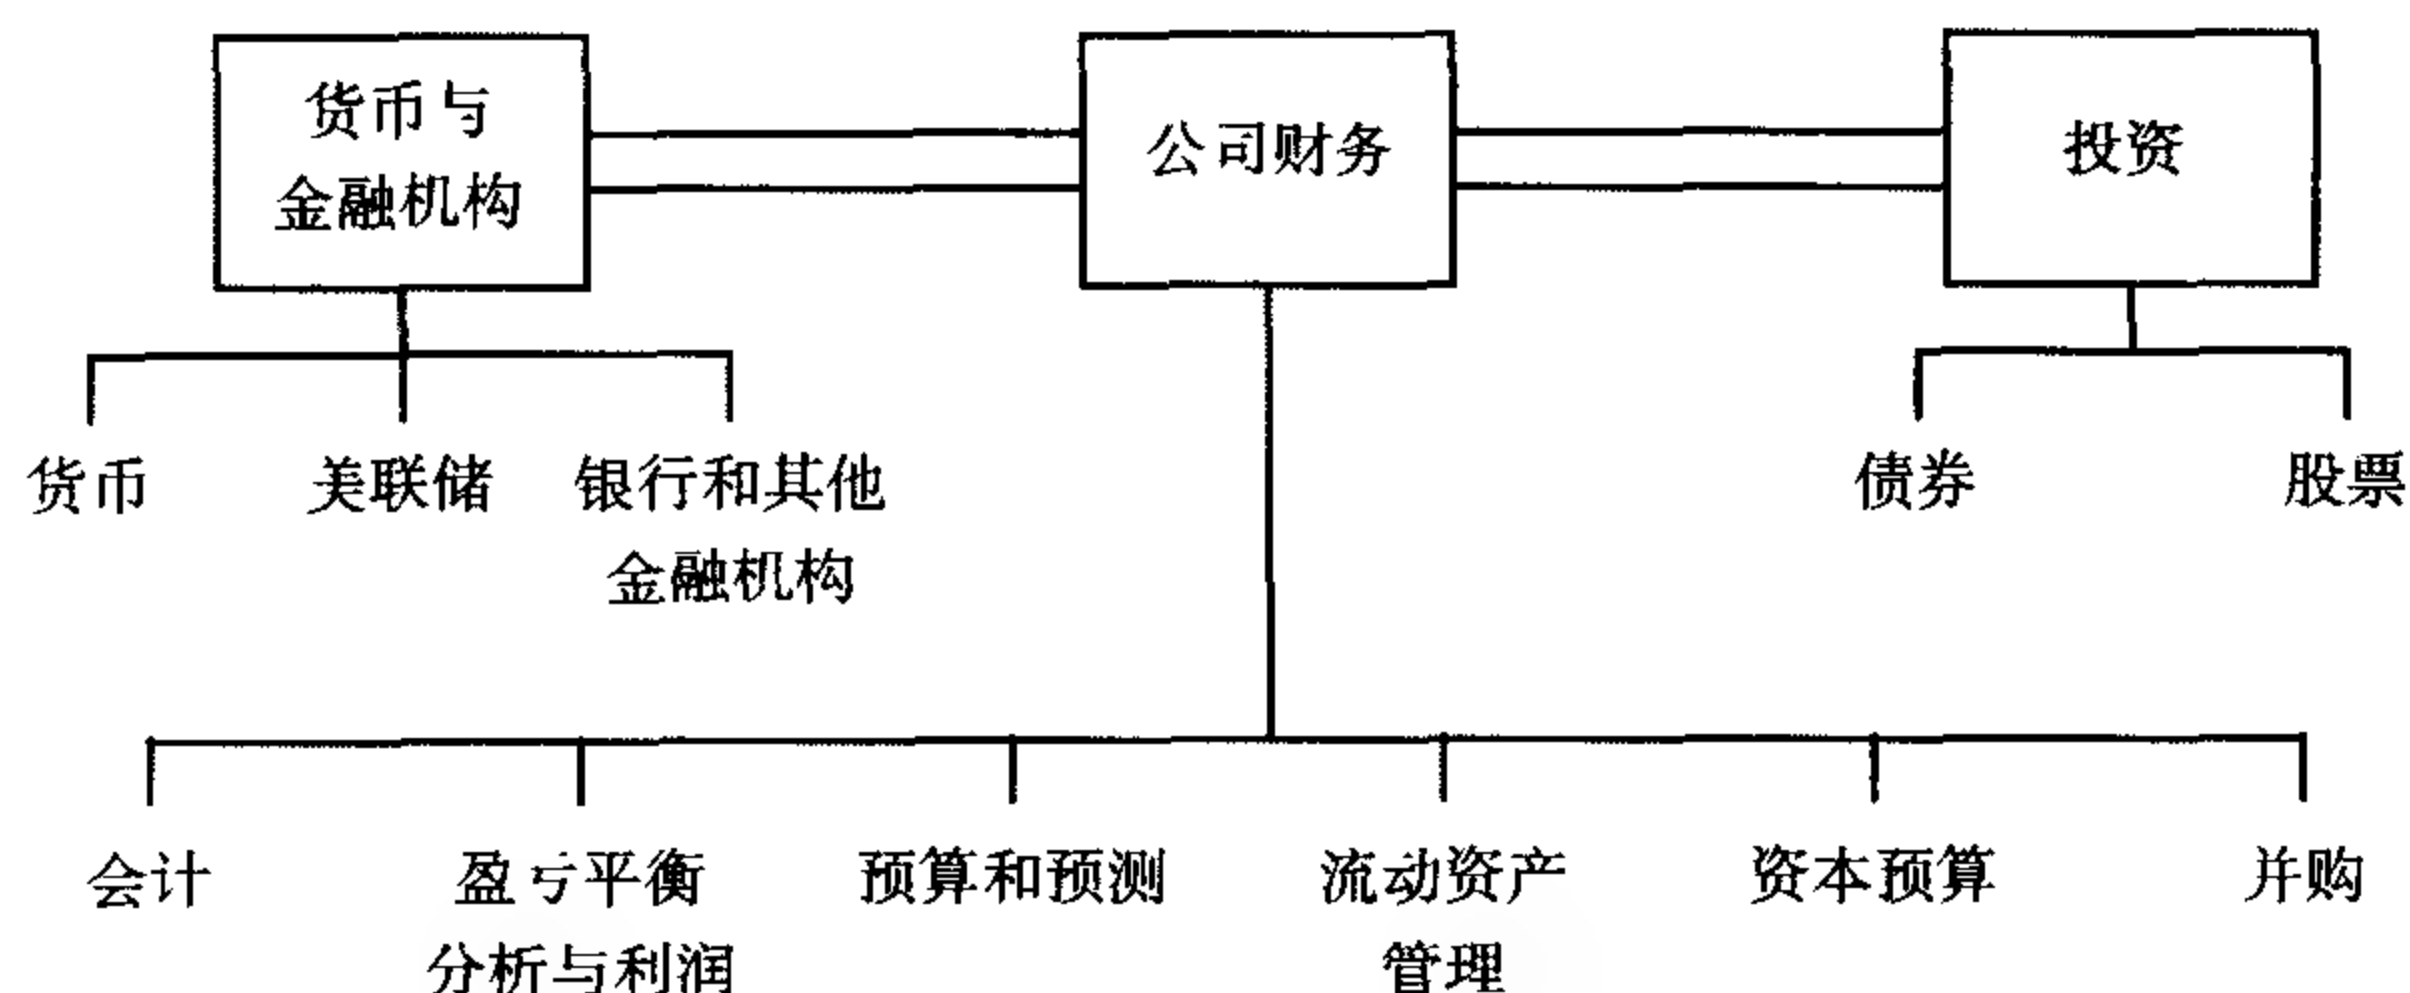 货币与
金融机构
公司财务
投资
货币
美联储
银行和其他
金融机构
债券
股票
会计
盈亏平衡
分析与利润
预算和预测
流动资产
管理
资本预算
并购